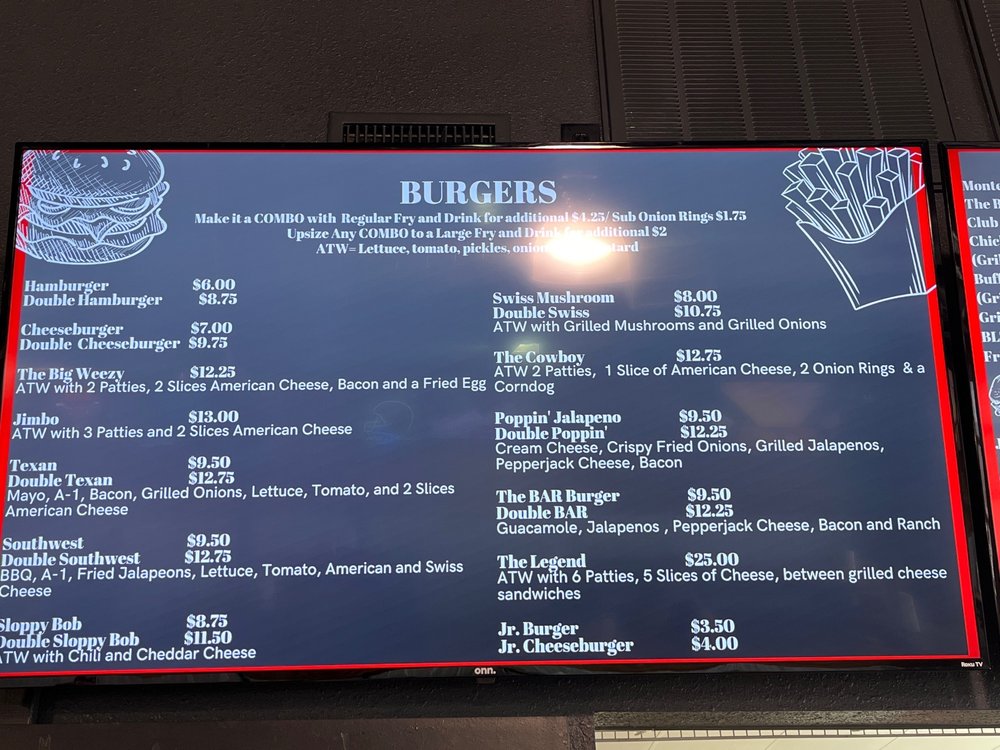 BURGERS
Make it a COMBO with Regular Fry and Drink for additional $4.25/ Sub Onion Rings $1.75
Upsize Any COMBO to a Large Fry and Drink for additional $2
ATW= Lettuce, tomato, pickles,
Hamburger $6.00
Double Hamburger $8.75
Cheeseburger $7.00
Double Cheeseburger $9.75
The Big Weezy $12.25
ATW with 2 Patties, 2 Slices American Cheese, Bacon and a Fried Egg
Jimbo $13.00
ATW with 3 Patties and 2 Slices American Cheese
Texan $9.50
Double Texan $12.75
Mayo, A-1, Bacon, Grilled Onions, Lettuce, Tomato, and 2 Slices
American Cheese
Southwest $9.50
Double Southwest $12.75
BBQ, A-1, Fried Jalapeons, Lettuce, Tomato, American and Swiss
Cheese
Sloppy Bob $8.75
Double Sloppy Bob $11.50
ATW with Chili and Cheddar Cheese
Swiss Mushroom $8.00
Double Swiss $10.75
ATW with Grilled Mushrooms and Grilled Onions
The Cowboy $12.75
ATW 2 Patties, 1 Slice of American Cheese, 2 Onion Rings & a
Corndog
Poppin' Jalapeno $9.50
Double Poppin' $12.25
Cream Cheese, Crispy Fried Onions, Grilled Jalapenos,
Pepperjack Cheese, Bacon
The BAR Burger $9.50
Double BAR $12.25
Guacamole, Jalapenos , Pepperjack Cheese, Bacon and Ranch
The Legend $25.00
ATW with 6 Patties, 5 Slices of Cheese, between grilled cheese
sandwiches
Jr. Burger $3.50
Jr. Cheeseburger $4.00
onn.
Roku TV
The B
Club